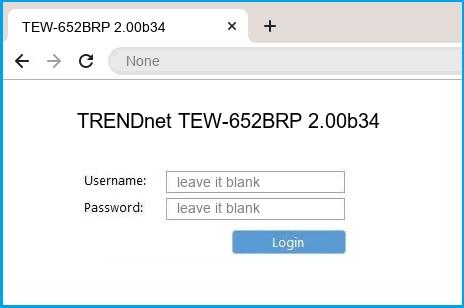 TEW-652BRP 2.00b34
None
TRENDnet TEW-652BRP 2.00b34
Username: leave it blank
Password: leave it blank
Login